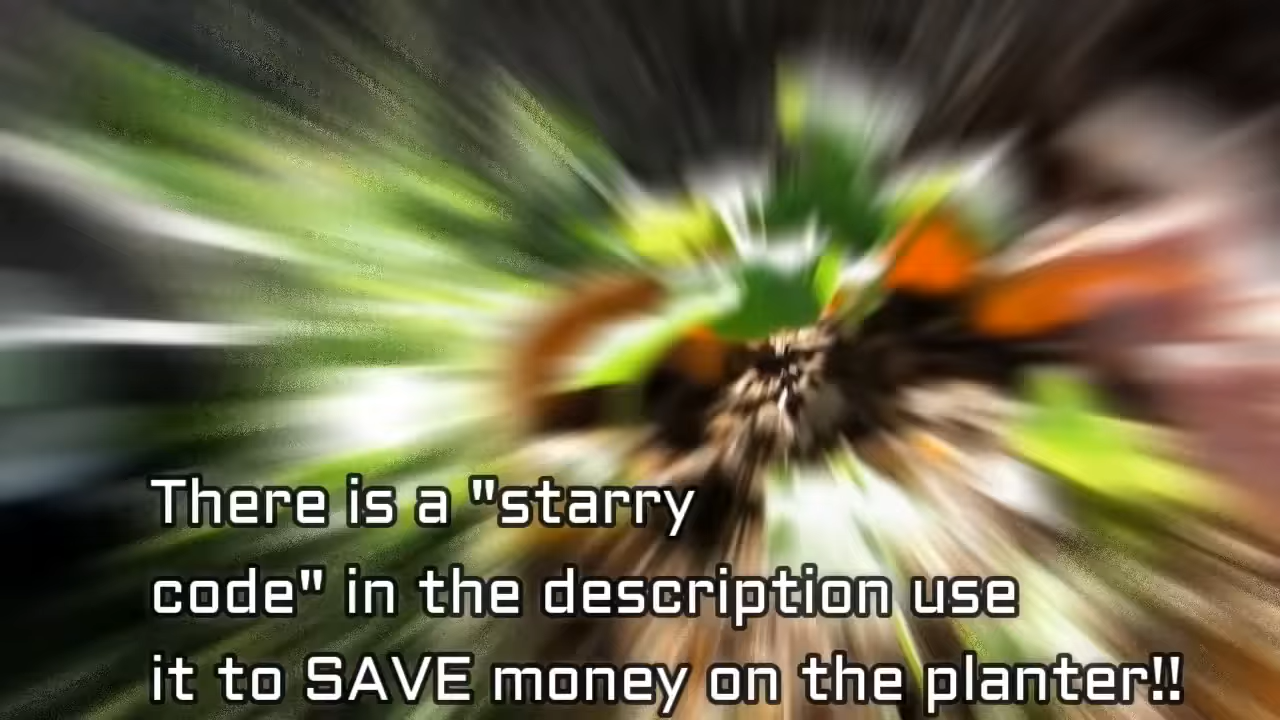 There is a "starry
code" in the description use
it to SAVE money on the planter!!